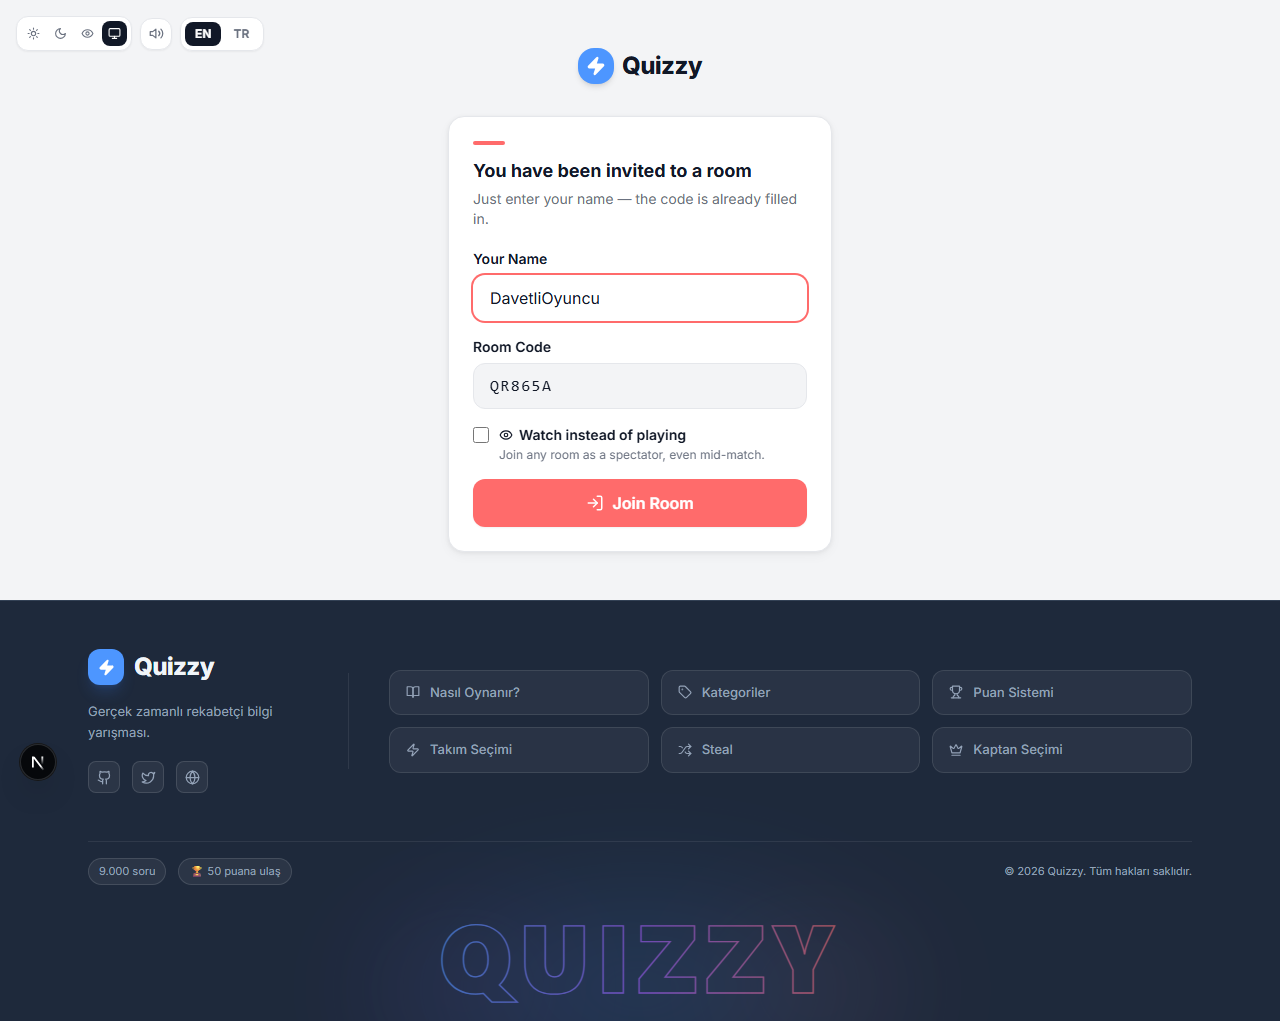 EN
TR
Quizzy
You have been invited to a room
Just enter your name — the code is already filled
in.
Your Name
DavetliOyuncu
Room Code
QR865A
Watch instead of playing
Join any room as a spectator, even mid-match.
Join Room
Quizzy
Gerçek zamanlı rekabetçi bilgi
yarışması.
Nasıl Oynanır?
Kategoriler
Puan Sistemi
Takım Seçimi
Steal
Kaptan Seçimi
N
9.000 soru
🏆 50 puana ulaş
© 2026 Quizzy. Tüm hakları saklıdır.
QUIZZY